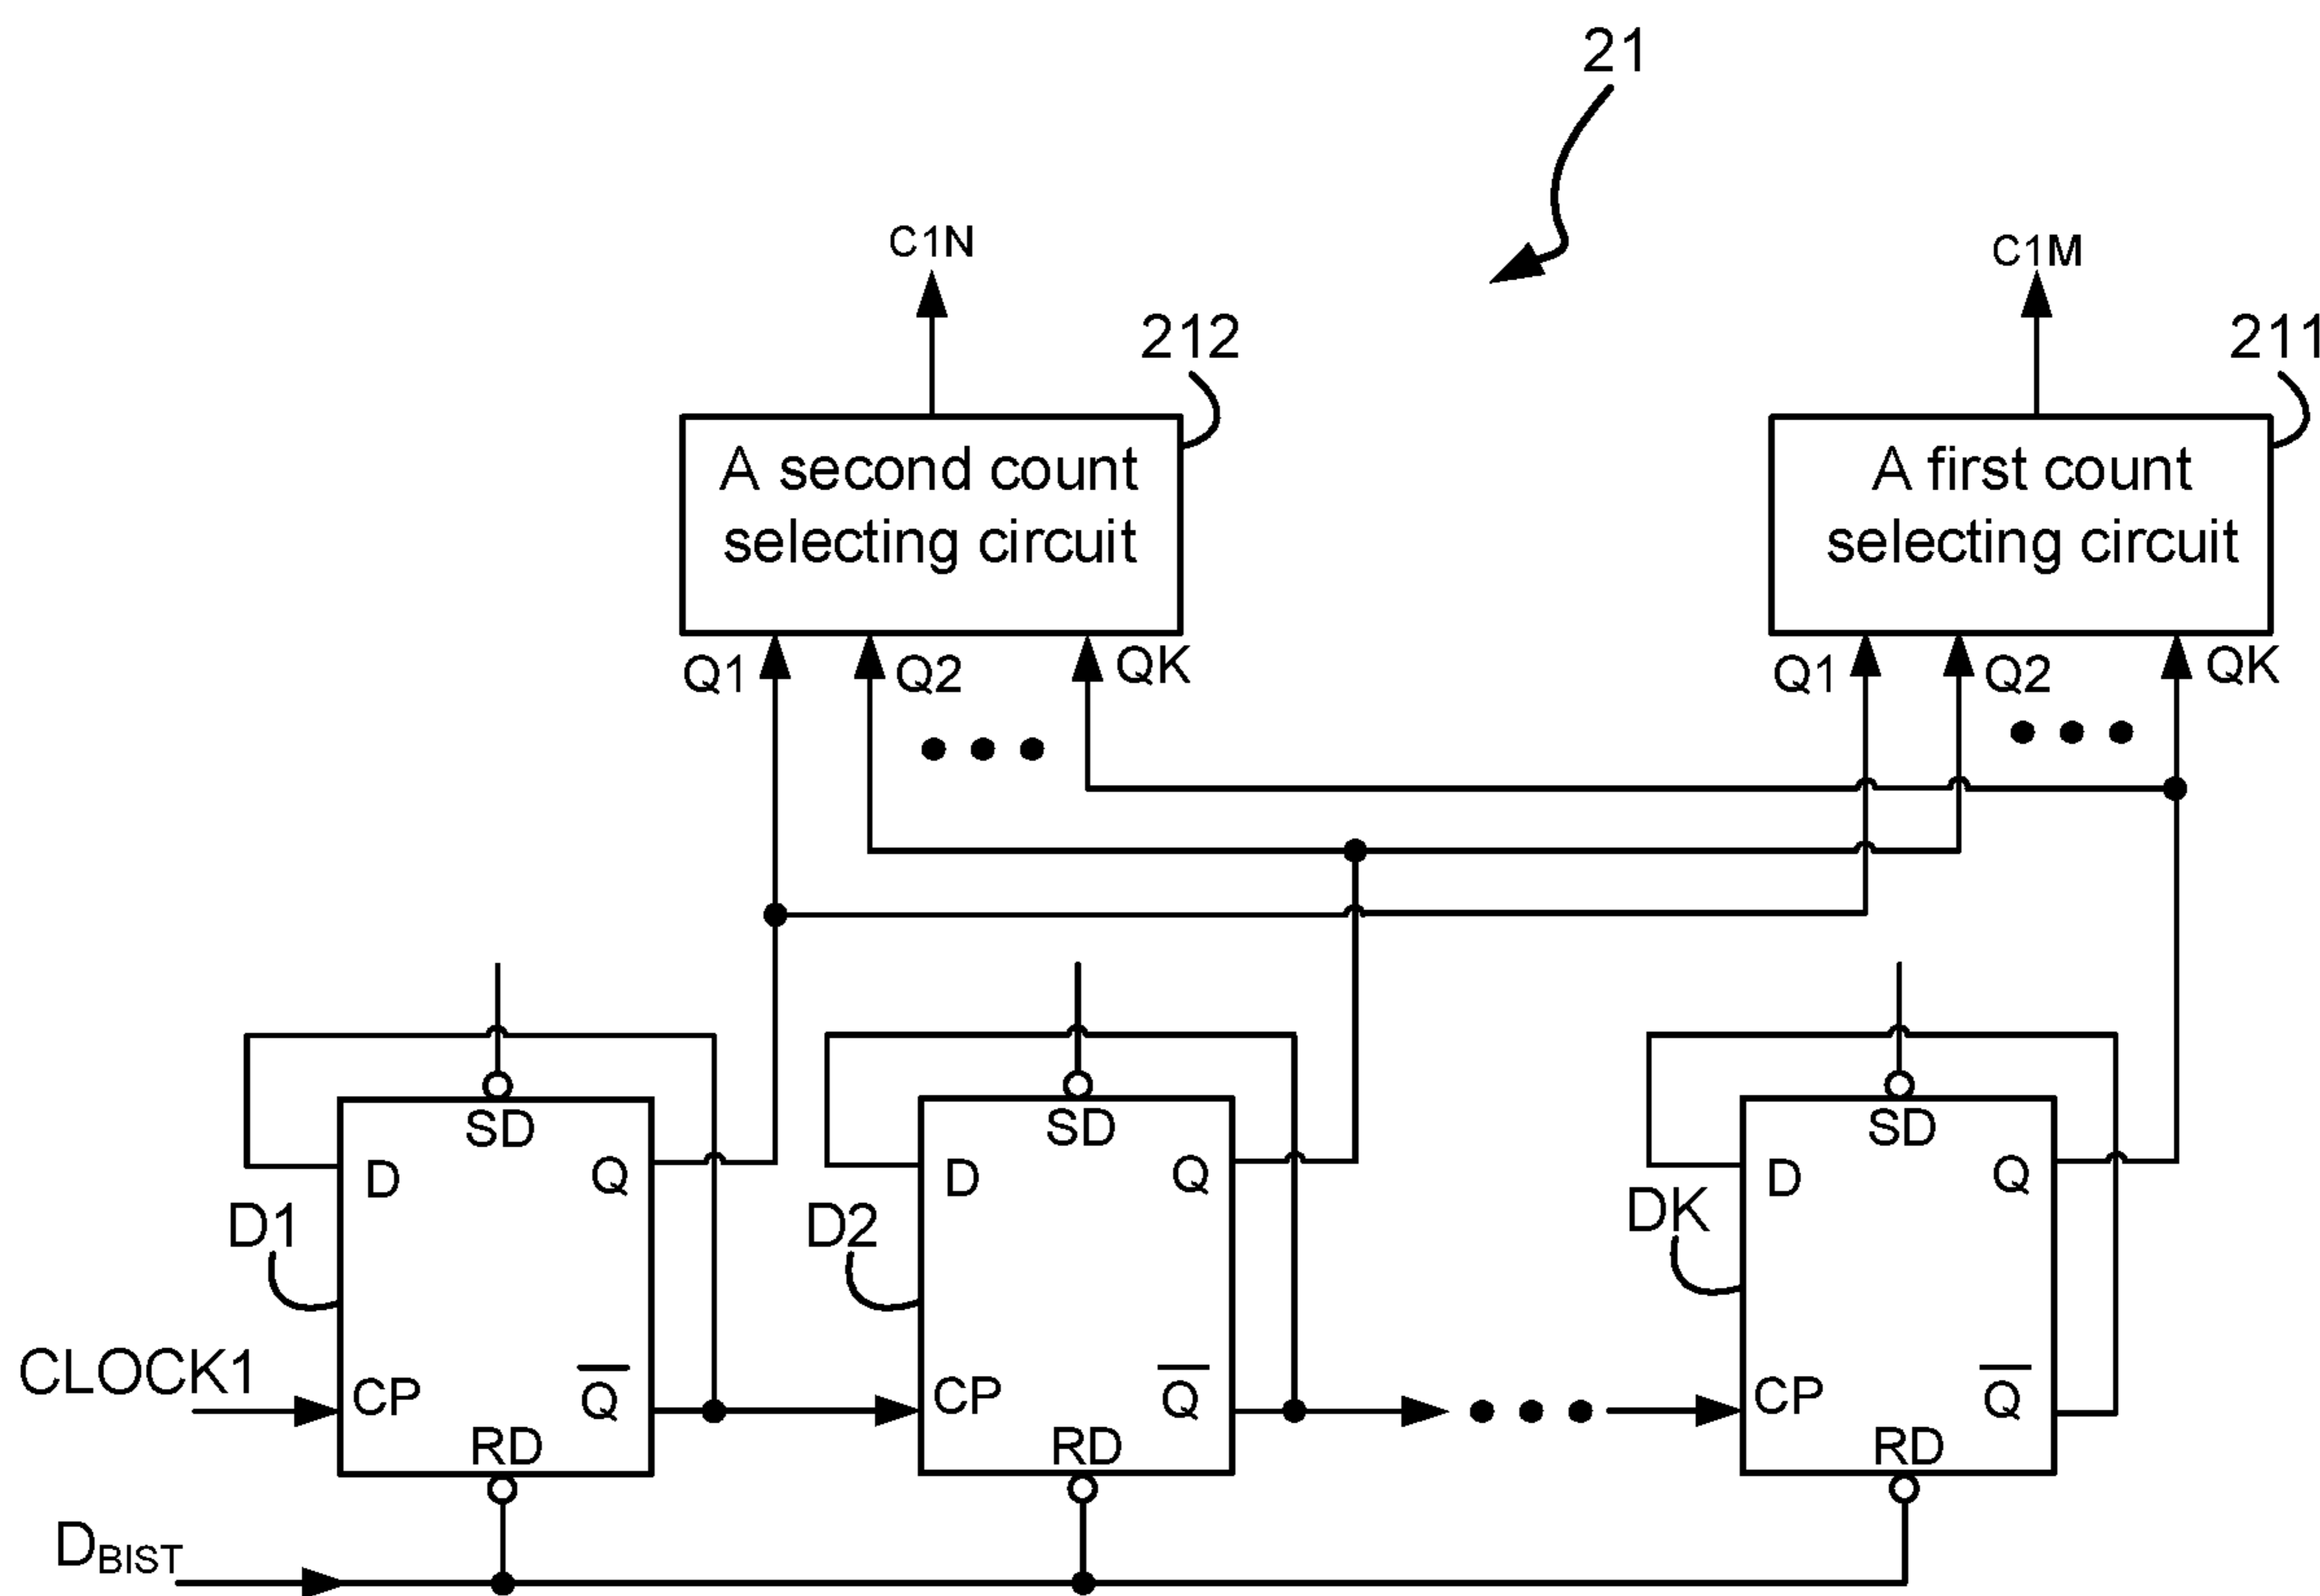 21
C1N
C1M
212
211
A second count
selecting circuit
A first count
selecting circuit
Q1 Q2 QK
Q1 Q2 QK
SD
D Q
D1
CP Q̅
RD
SD
D Q
D2
CP Q̅
RD
SD
D Q
DK
CP Q̅
RD
CLOCK1
DBIST